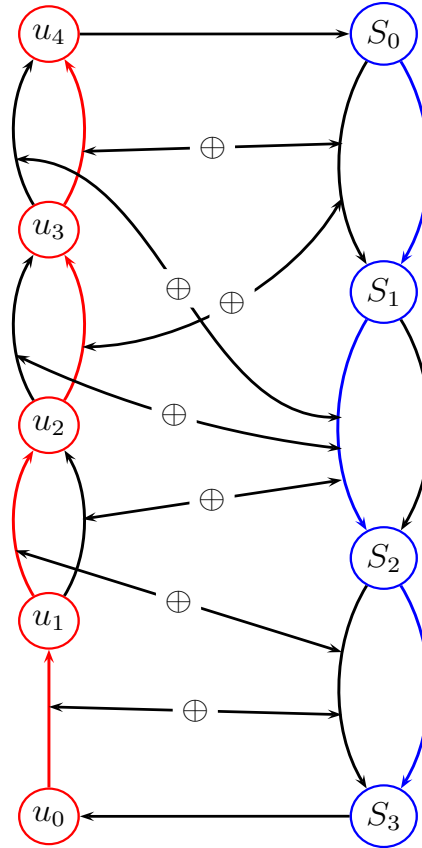 u₄ S₀
⊕
u₃
⊕ ⊕
S₁
⊕
u₂
⊕
S₂
⊕
u₁
⊕
u₀ S₃